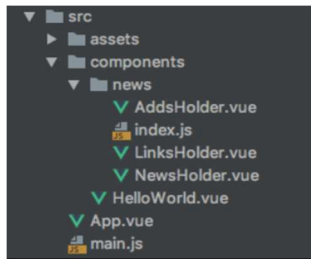 src
assets
components
news
AddsHolder.vue
index.js
LinksHolder.vue
NewsHolder.vue
HelloWorld.vue
App.vue
main.js